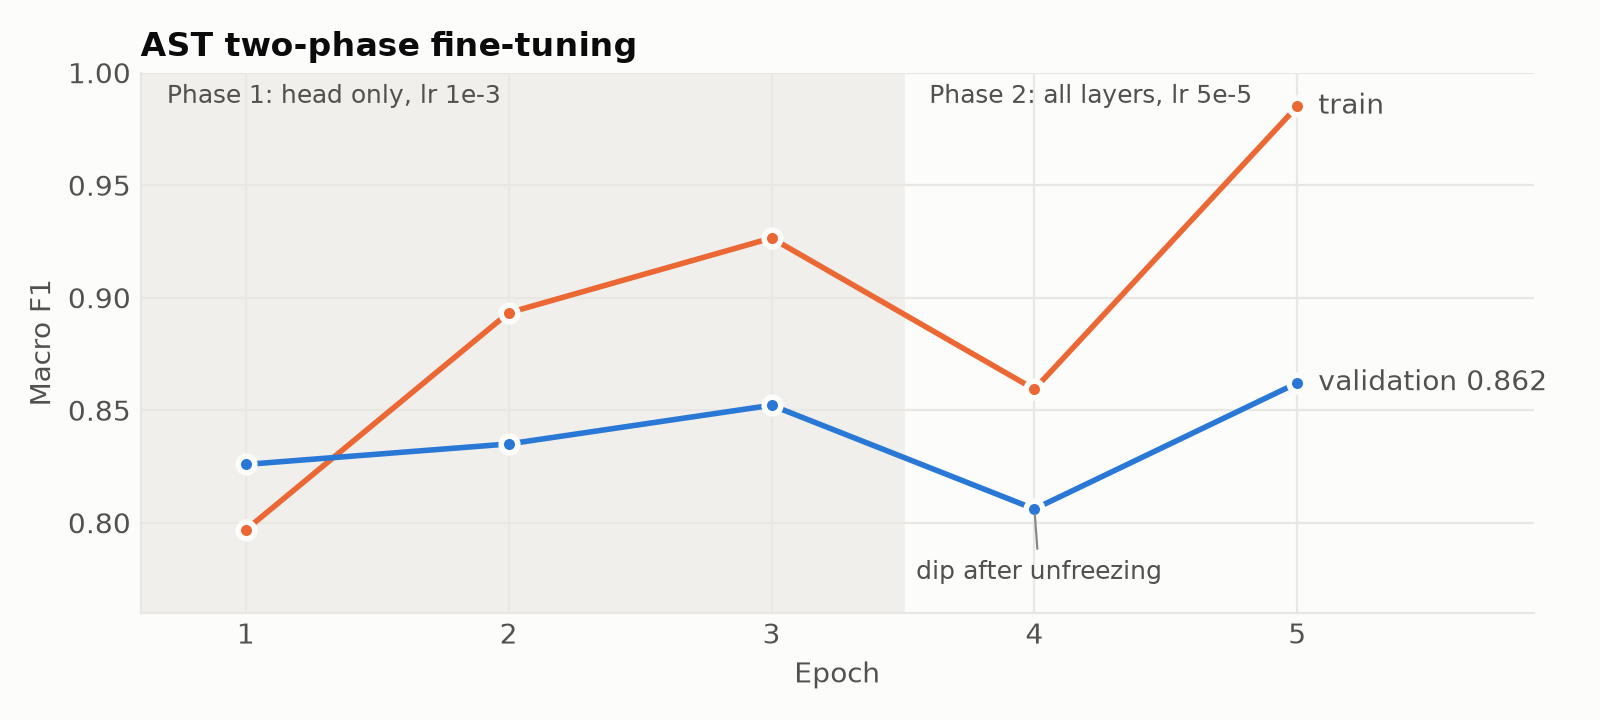 AST two-phase fine-tuning
Phase 1: head only, lr 1e-3
Phase 2: all layers, lr 5e-5
train
validation 0.862
dip after unfreezing
Macro F1
1.00
0.95
0.90
0.85
0.80
1 2 3 4 5
Epoch